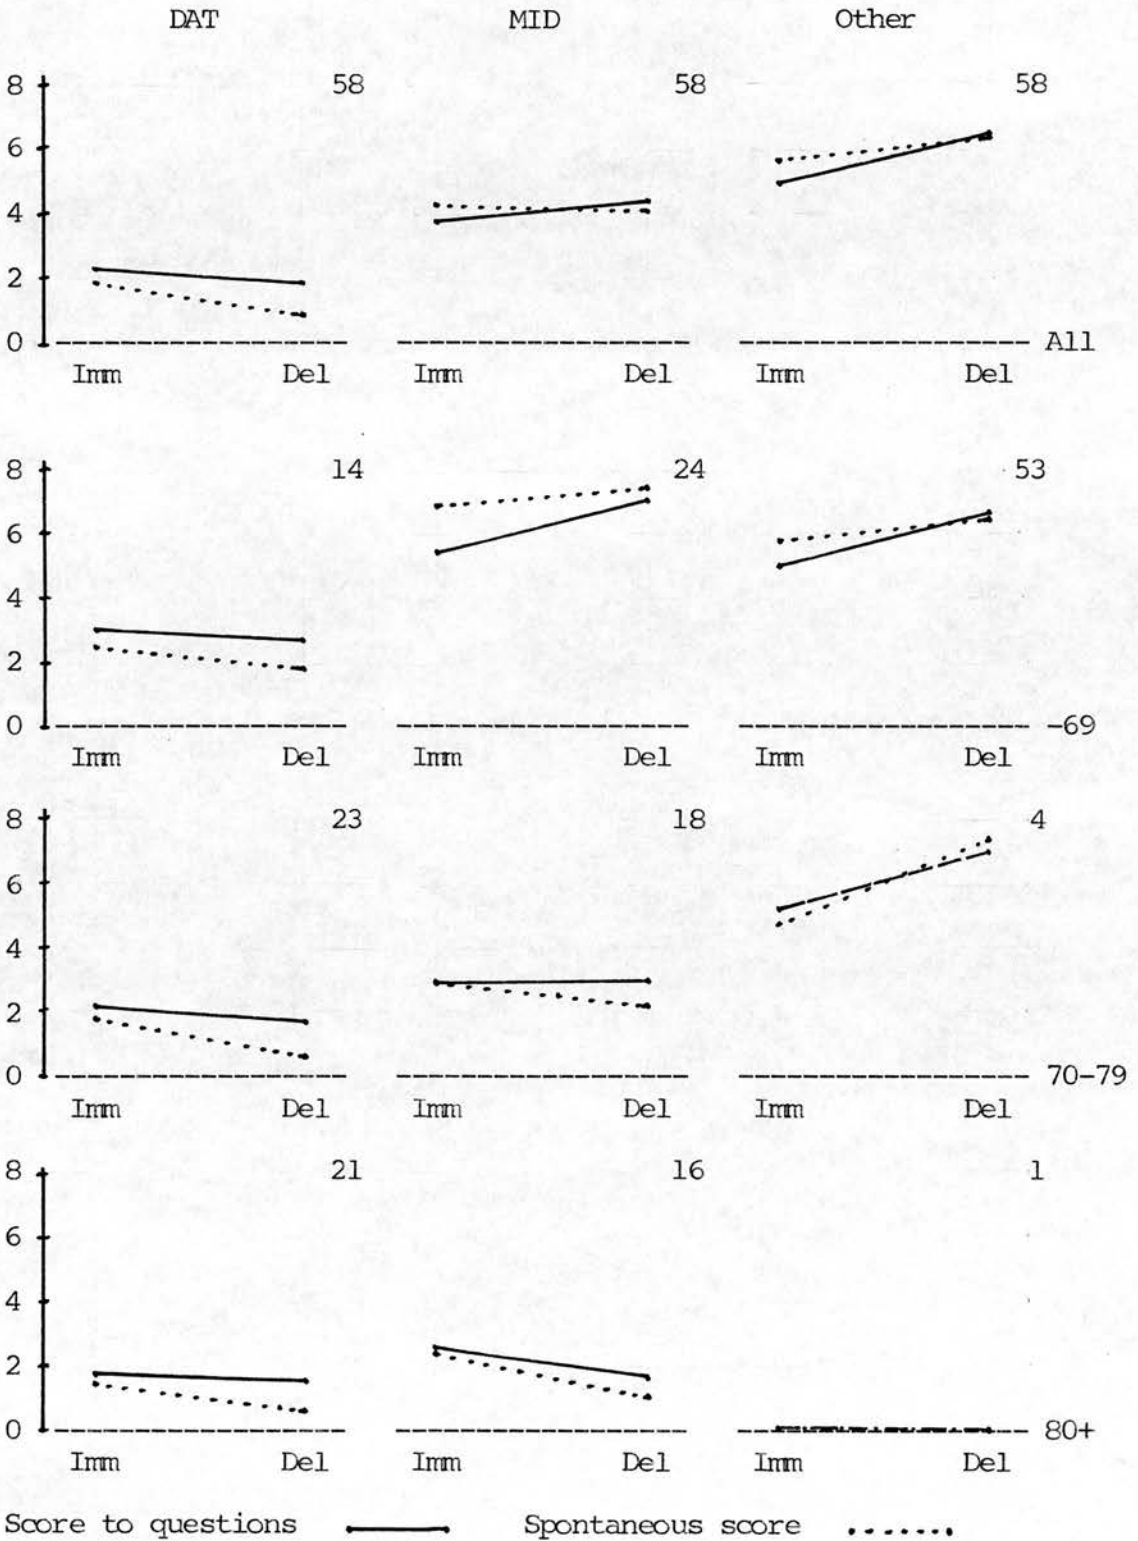 DAT MID Other
8 58 58 58
6
4
2
0 All
Imm Del Imm Del Imm Del
8 14 24 53
6
4
2
0 -69
Imm Del Imm Del Imm Del
8 23 18 4
6
4
2
0 70-79
Imm Del Imm Del Imm Del
8 21 16 1
6
4
2
0 80+
Imm Del Imm Del Imm Del
Score to questions Spontaneous score